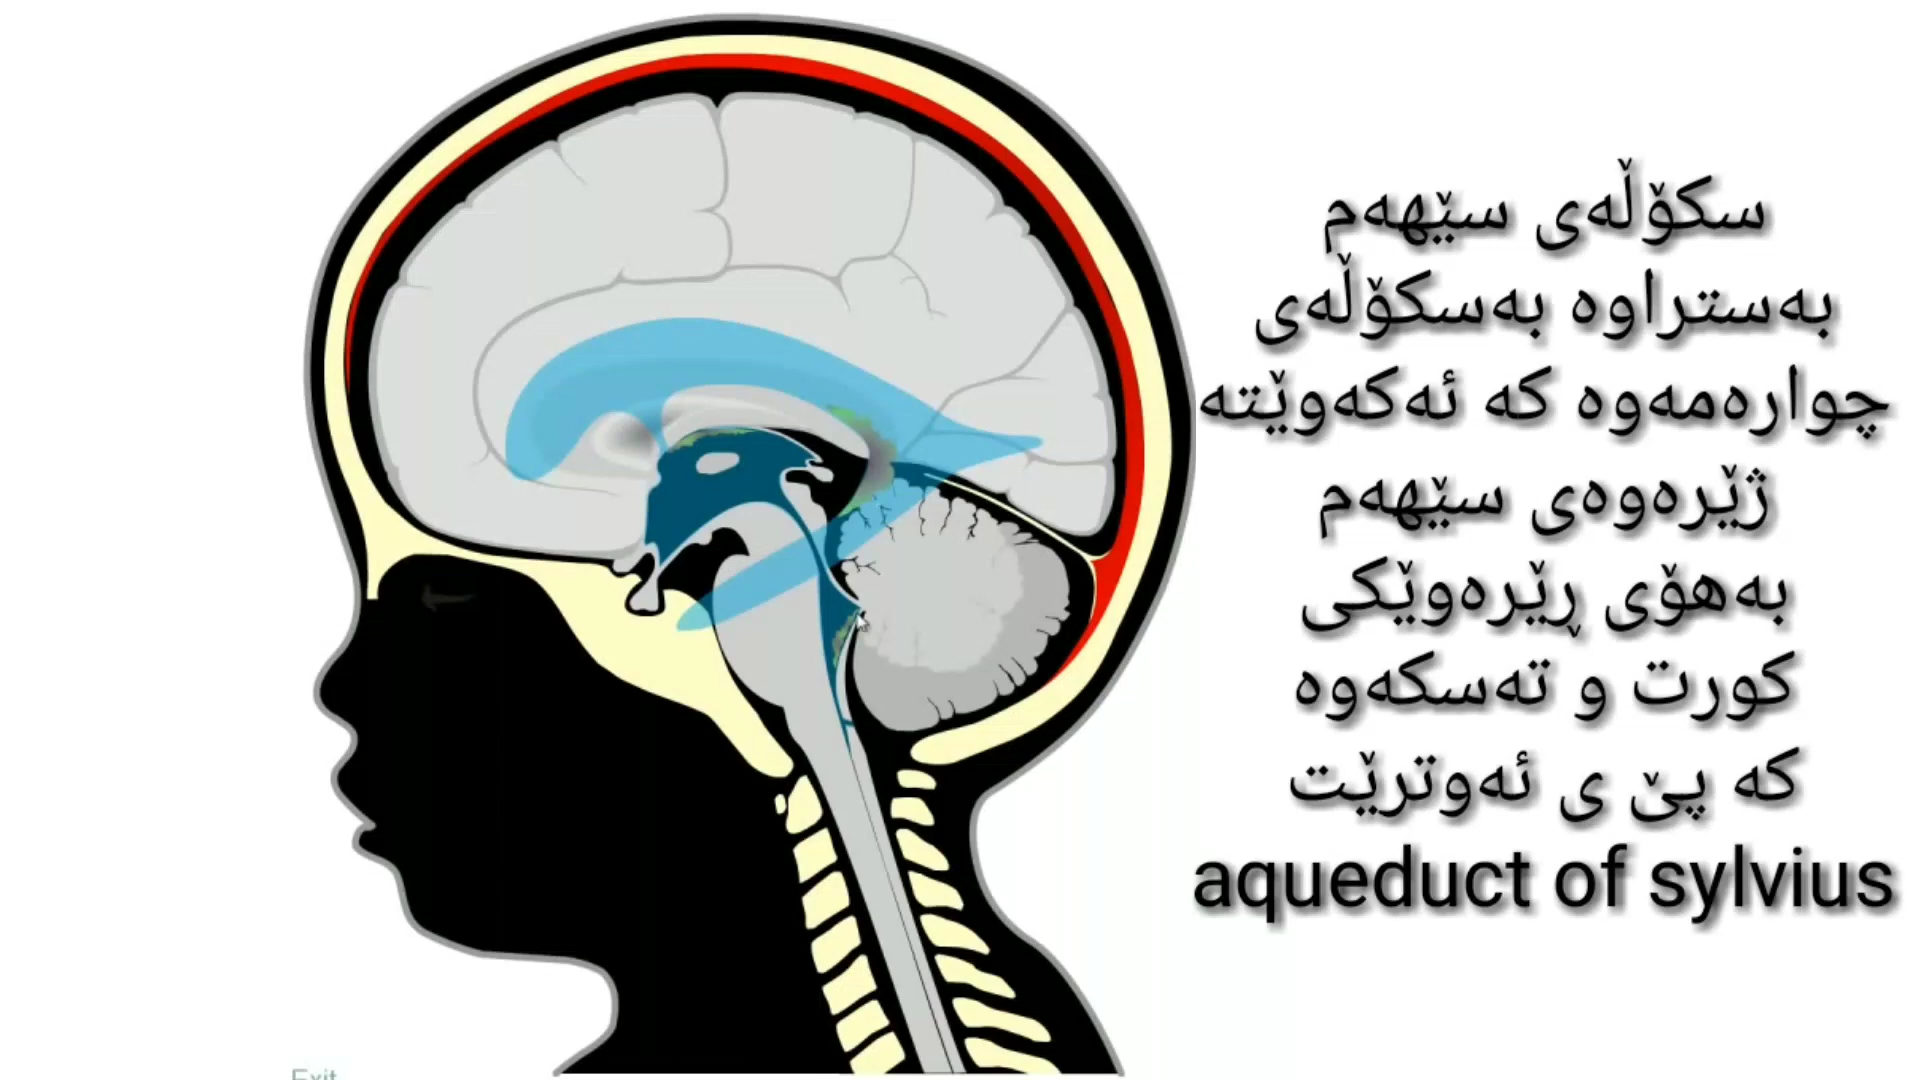 سکۆڵەی سێهەم
بەستراوە بەسکۆڵەی
چوارەمەوە کە ئەکەوێتە
ژێرەوەی سێهەم
بەهۆی ڕێرەوێکی
کورت و تەسکەوە
کە پێ ی ئەوترێت
aqueduct of sylvius
Exit